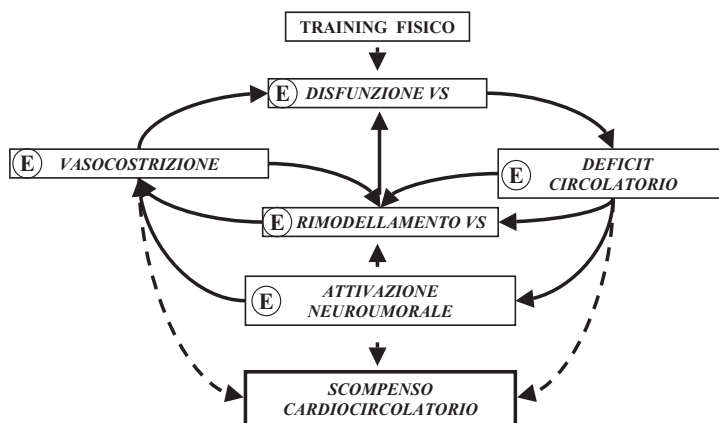 TRAINING FISICO
E DISFUNZIONE VS
E VASOCOSTRIZIONE
E DEFICIT
CIRCOLATORIO
E RIMODELLAMENTO VS
E ATTIVAZIONE
NEUROUMORALE
SCOMPENSO
CARDIOCIRCOLATORIO